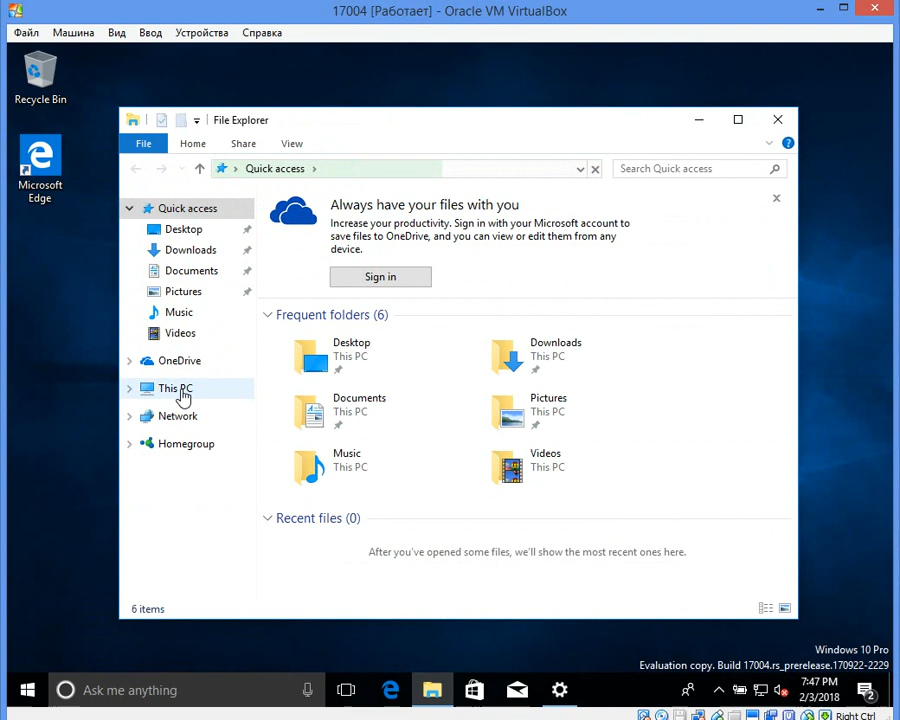 17004 [Работает] - Oracle VM VirtualBox
Файл Машина Вид Ввод Устройства Справка
Recycle Bin
Microsoft
Edge
File Explorer
File Home Share View
Quick access
Search Quick access
Quick access
Desktop
Downloads
Documents
Pictures
Music
Videos
OneDrive
This PC
Network
Homegroup
Always have your files with you
Increase your productivity. Sign in with your Microsoft account to
save files to OneDrive, and you can view or edit them from any
device.
Sign in
Frequent folders (6)
Desktop
This PC
Downloads
This PC
Documents
This PC
Pictures
This PC
Music
This PC
Videos
This PC
Recent files (0)
After you've opened some files, we'll show the most recent ones here.
6 items
Windows 10 Pro
Evaluation copy. Build 17004.rs_prerelease.170922-2229
Ask me anything
7:47 PM
2/3/2018
2
Right Ctrl